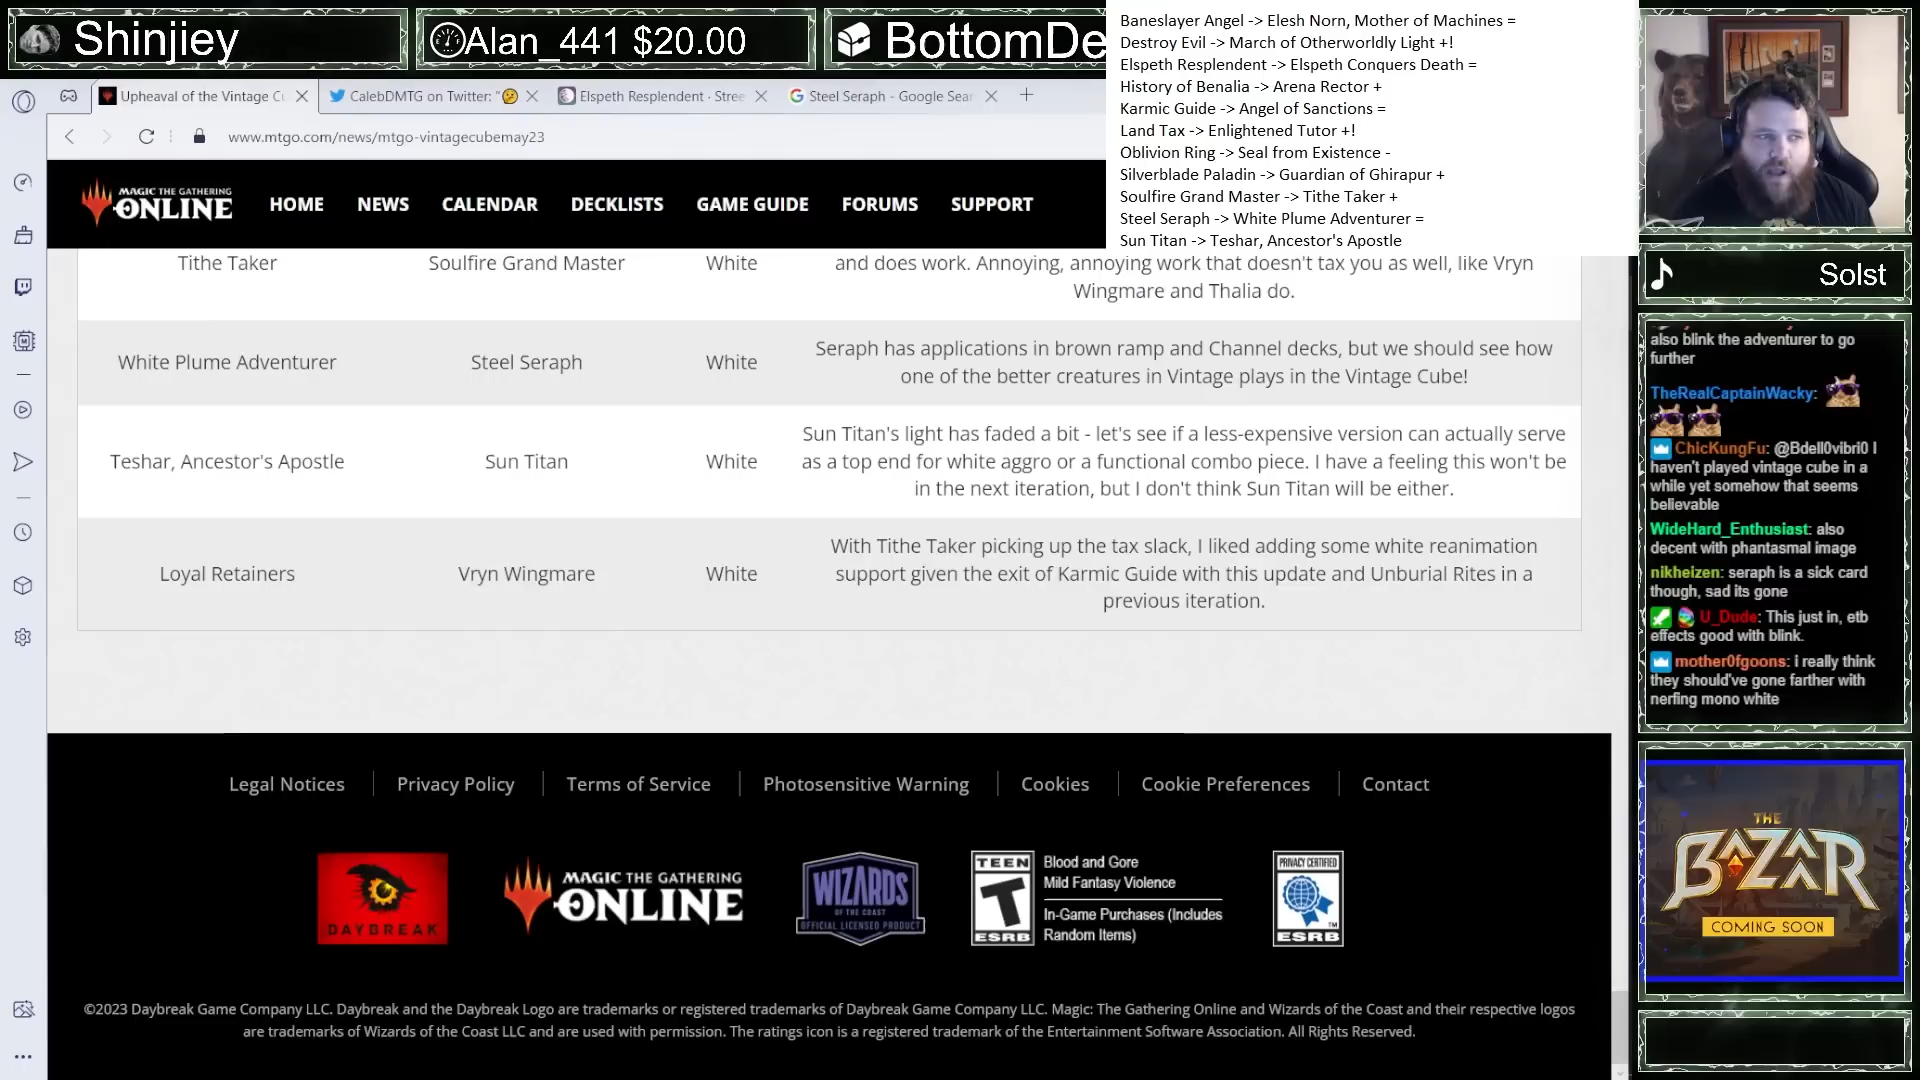 Shinjiey
Alan_441 $20.00
BottomDe
Baneslayer Angel -> Elesh Norn, Mother of Machines =
Destroy Evil -> March of Otherworldly Light +!
Elspeth Resplendent -> Elspeth Conquers Death =
History of Benalia -> Arena Rector +
Karmic Guide -> Angel of Sanctions =
Land Tax -> Enlightened Tutor +!
Oblivion Ring -> Seal from Existence -
Silverblade Paladin -> Guardian of Ghirapur +
Soulfire Grand Master -> Tithe Taker +
Steel Seraph -> White Plume Adventurer =
Sun Titan -> Teshar, Ancestor's Apostle
Upheaval of the Vintage Cu
CalebDMTG on Twitter: "
Elspeth Resplendent · Stree
Steel Seraph - Google Sear
www.mtgo.com/news/mtgo-vintagecubemay23
MAGIC THE GATHERING
ONLINE
HOME
NEWS
CALENDAR
DECKLISTS
GAME GUIDE
FORUMS
SUPPORT
Tithe Taker
Soulfire Grand Master
White
and does work. Annoying, annoying work that doesn't tax you as well, like Vryn
Wingmare and Thalia do.
White Plume Adventurer
Steel Seraph
White
Seraph has applications in brown ramp and Channel decks, but we should see how
one of the better creatures in Vintage plays in the Vintage Cube!
Teshar, Ancestor's Apostle
Sun Titan
White
Sun Titan's light has faded a bit - let's see if a less-expensive version can actually serve
as a top end for white aggro or a functional combo piece. I have a feeling this won't be
in the next iteration, but I don't think Sun Titan will be either.
Loyal Retainers
Vryn Wingmare
White
With Tithe Taker picking up the tax slack, I liked adding some white reanimation
support given the exit of Karmic Guide with this update and Unburial Rites in a
previous iteration.
Legal Notices
Privacy Policy
Terms of Service
Photosensitive Warning
Cookies
Cookie Preferences
Contact
DAYBREAK
MAGIC THE GATHERING
ONLINE
WIZARDS
OF THE COAST
OFFICIAL LICENSED PRODUCT
TEEN
T
ESRB
Blood and Gore
Mild Fantasy Violence
In-Game Purchases (Includes
Random Items)
PRIVACY CERTIFIED
ESRB
©2023 Daybreak Game Company LLC. Daybreak and the Daybreak Logo are trademarks or registered trademarks of Daybreak Game Company LLC. Magic: The Gathering Online and Wizards of the Coast and their respective logos
are trademarks of Wizards of the Coast LLC and are used with permission. The ratings icon is a registered trademark of the Entertainment Software Association. All Rights Reserved.
Solst
also blink the adventurer to go
further
TheRealCaptainWacky:
ChicKungFu: @Bdell0vibri0 I
haven't played vintage cube in a
while yet somehow that seems
believable
WideHard_Enthusiast: also
decent with phantasmal image
nikheizen: seraph is a sick card
though, sad its gone
U_Dude: This just in, etb
effects good with blink.
mother0fgoons: i really think
they should've gone farther with
nerfing mono white
THE
BAZAAR
COMING SOON